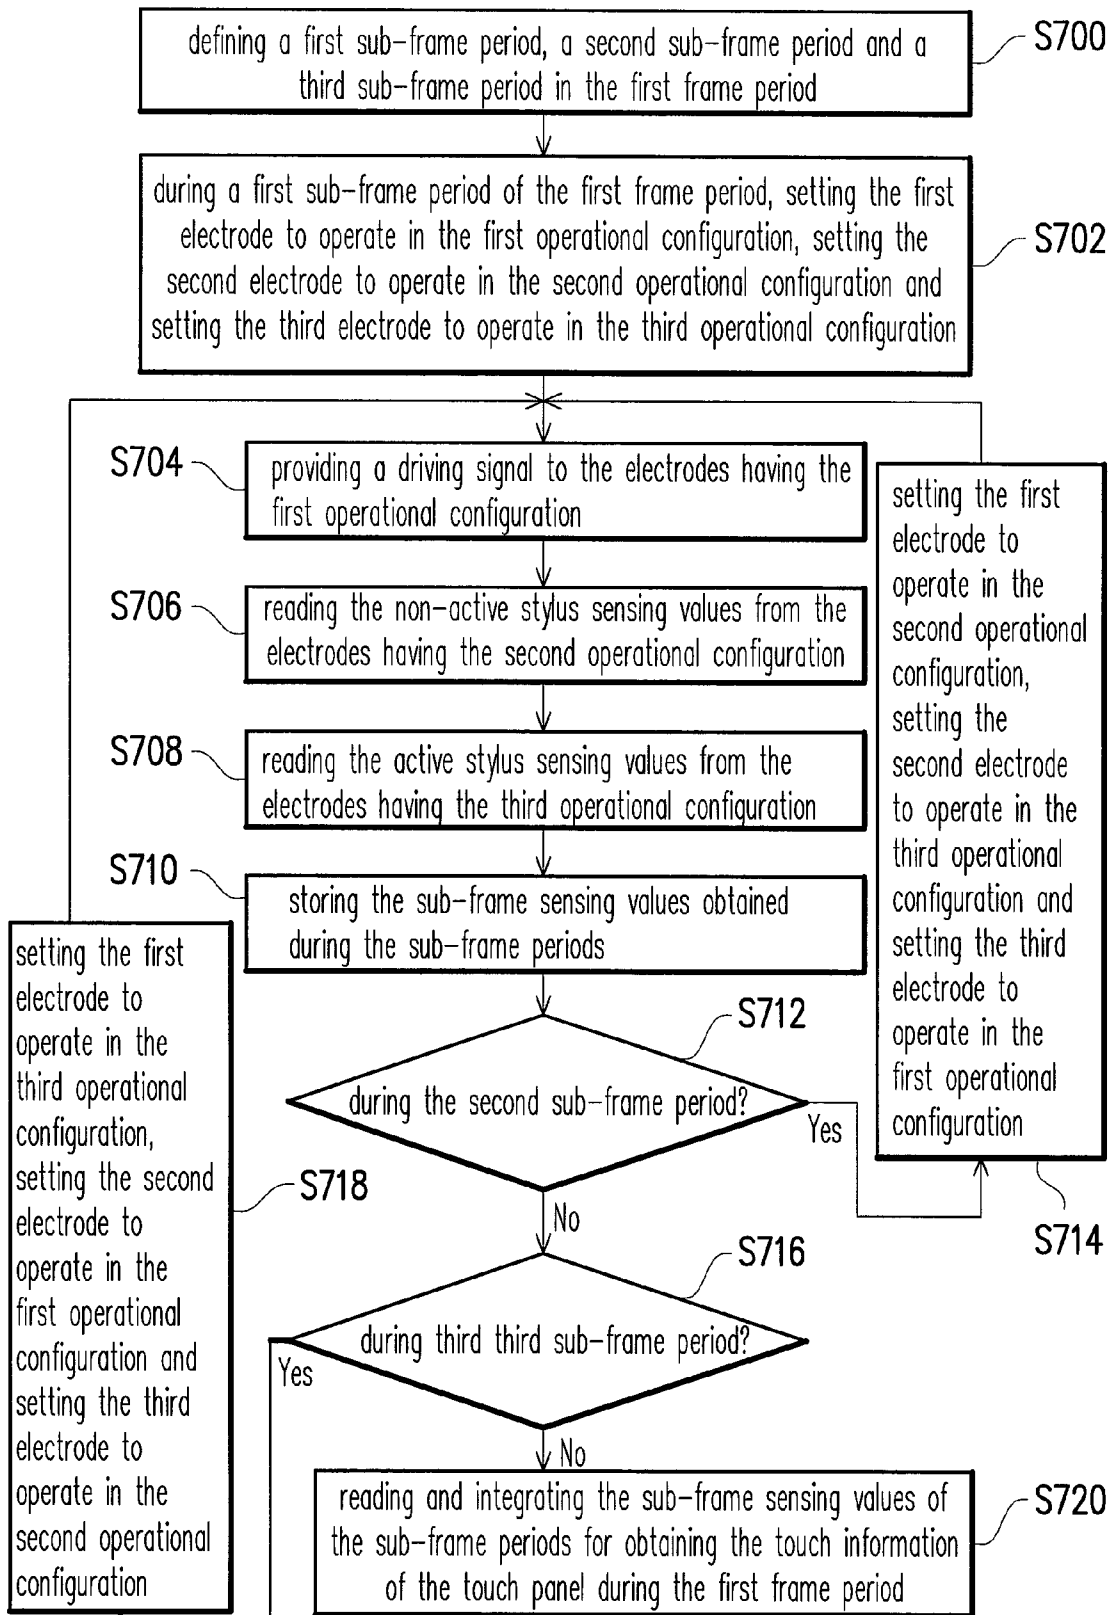 defining a first sub-frame period, a second sub-frame period and a
third sub-frame period in the first frame period
S700
during a first sub-frame period of the first frame period, setting the first
electrode to operate in the first operational configuration, setting the
second electrode to operate in the second operational configuration and
setting the third electrode to operate in the third operational configuration
S702
S704
providing a driving signal to the electrodes having the
first operational configuration
S706
reading the non-active stylus sensing values from the
electrodes having the second operational configuration
S708
reading the active stylus sensing values from the
electrodes having the third operational configuration
S710
storing the sub-frame sensing values obtained
during the sub-frame periods
S712
during the second sub-frame period?
Yes
No
setting the first
electrode to
operate in the
second operational
configuration,
setting the
second electrode
to operate in the
third operational
configuration and
setting the third
electrode to
operate in the
first operational
configuration
S714
S716
during third third sub-frame period?
Yes
No
setting the first
electrode to
operate in the
third operational
configuration,
setting the second
electrode to
operate in the
first operational
configuration and
setting the third
electrode to
operate in the
second operational
configuration
S718
reading and integrating the sub-frame sensing values of
the sub-frame periods for obtaining the touch information
of the touch panel during the first frame period
S720